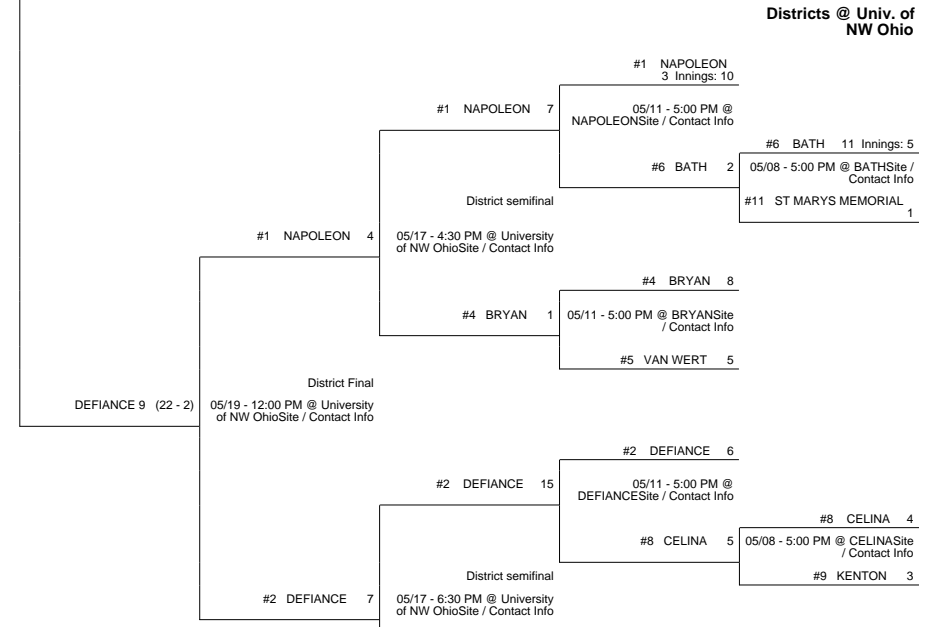 Districts @ Univ. of
NW Ohio
#1 NAPOLEON
3 Innings: 10
#1 NAPOLEON 7
05/11 - 5:00 PM @
NAPOLEONSite / Contact Info
#6 BATH 11 Innings: 5
#6 BATH 2
05/08 - 5:00 PM @ BATHSite /
Contact Info
District semifinal
#11 ST MARYS MEMORIAL
1
#1 NAPOLEON 4
05/17 - 4:30 PM @ University
of NW OhioSite / Contact Info
#4 BRYAN 8
#4 BRYAN 1
05/11 - 5:00 PM @ BRYANSite
/ Contact Info
#5 VAN WERT 5
District Final
DEFIANCE 9 (22 - 2)
05/19 - 12:00 PM @ University
of NW OhioSite / Contact Info
#2 DEFIANCE 6
#2 DEFIANCE 15
05/11 - 5:00 PM @
DEFIANCESite / Contact Info
#8 CELINA 4
#8 CELINA 5
05/08 - 5:00 PM @ CELINASite
/ Contact Info
District semifinal
#9 KENTON 3
#2 DEFIANCE 7
05/17 - 6:30 PM @ University
of NW OhioSite / Contact Info